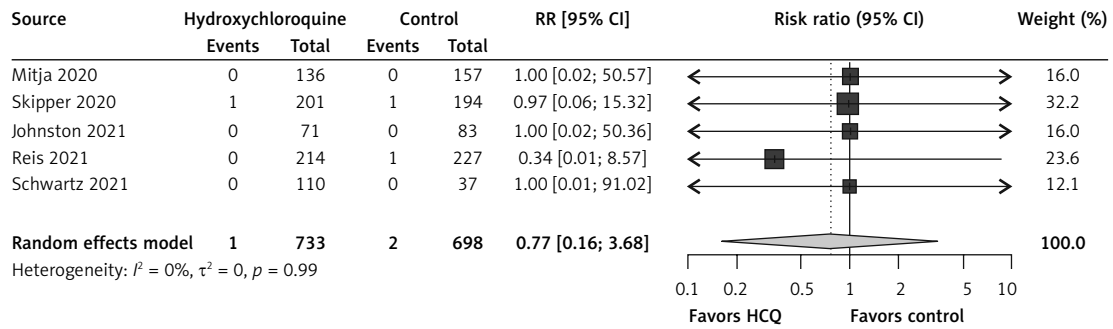 Source Hydroxychloroquine Control RR [95% CI] Risk ratio (95% CI) Weight (%)
Events Total Events Total
Mitja 2020 0 136 0 157 1.00 [0.02; 50.57] 16.0
Skipper 2020 1 201 1 194 0.97 [0.06; 15.32] 32.2
Johnston 2021 0 71 0 83 1.00 [0.02; 50.36] 16.0
Reis 2021 0 214 1 227 0.34 [0.01; 8.57] 23.6
Schwartz 2021 0 110 0 37 1.00 [0.01; 91.02] 12.1
Random effects model 1 733 2 698 0.77 [0.16; 3.68] 100.0
Heterogeneity: I² = 0%, τ² = 0, p = 0.99
0.1 0.2 0.5 1 2 5 10
Favors HCQ Favors control